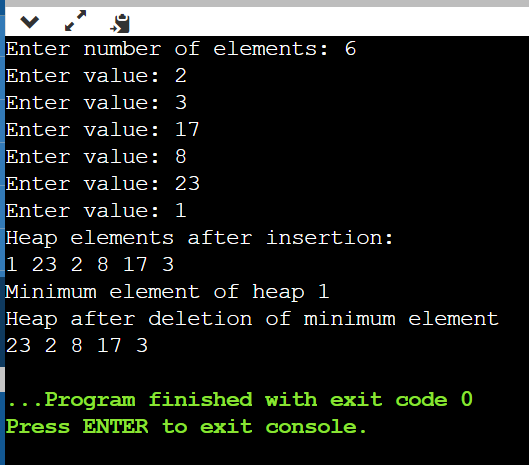 Enter number of elements: 6
Enter value: 2
Enter value: 3
Enter value: 17
Enter value: 8
Enter value: 23
Enter value: 1
Heap elements after insertion:
1 23 2 8 17 3
Minimum element of heap 1
Heap after deletion of minimum element
23 2 8 17 3
...Program finished with exit code 0
Press ENTER to exit console.